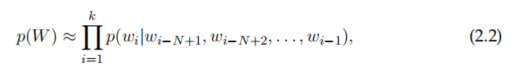 p(W) ≈ ∏_{i=1}^{k} p(w_i|w_{i−N+1}, w_{i−N+2}, . . . , w_{i−1}), (2.2)